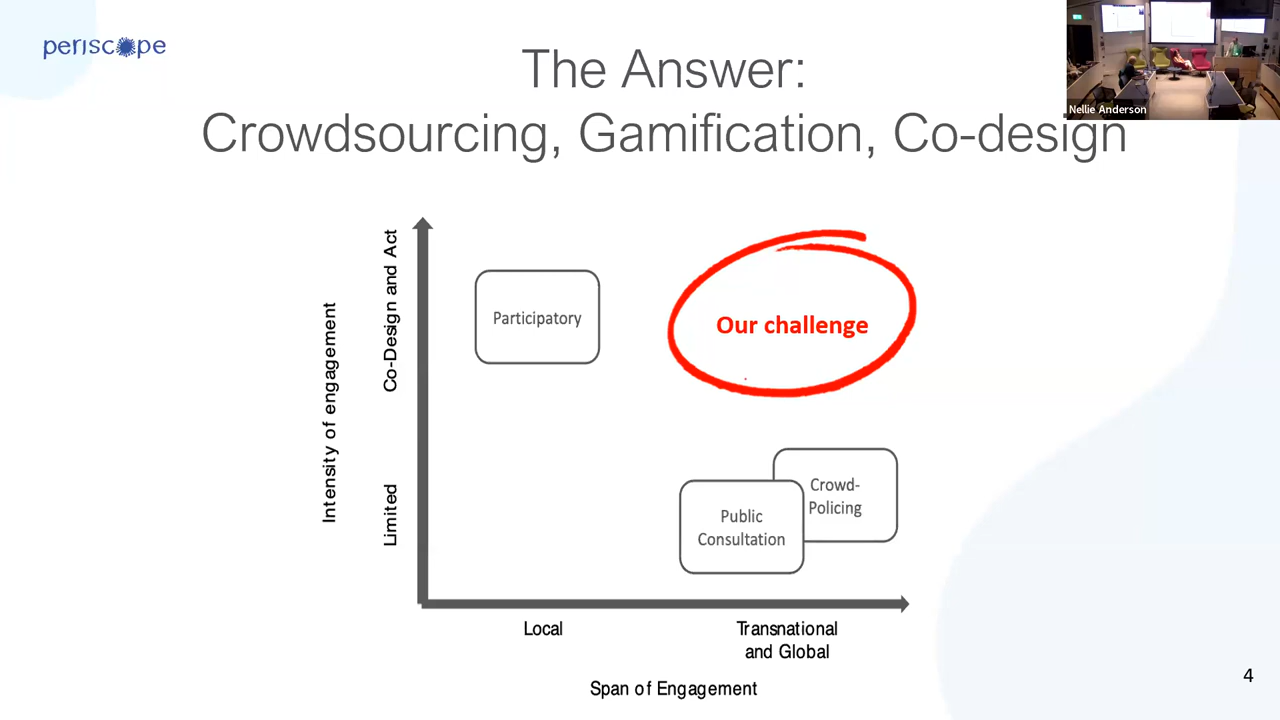 periscope
The Answer:
Crowdsourcing, Gamification, Co-design
Nellie Anderson
Intensity of engagement
Co-Design and Act
Limited
Participatory
Our challenge
Crowd-
Policing
Public
Consultation
Local
Transnational
and Global
Span of Engagement
4